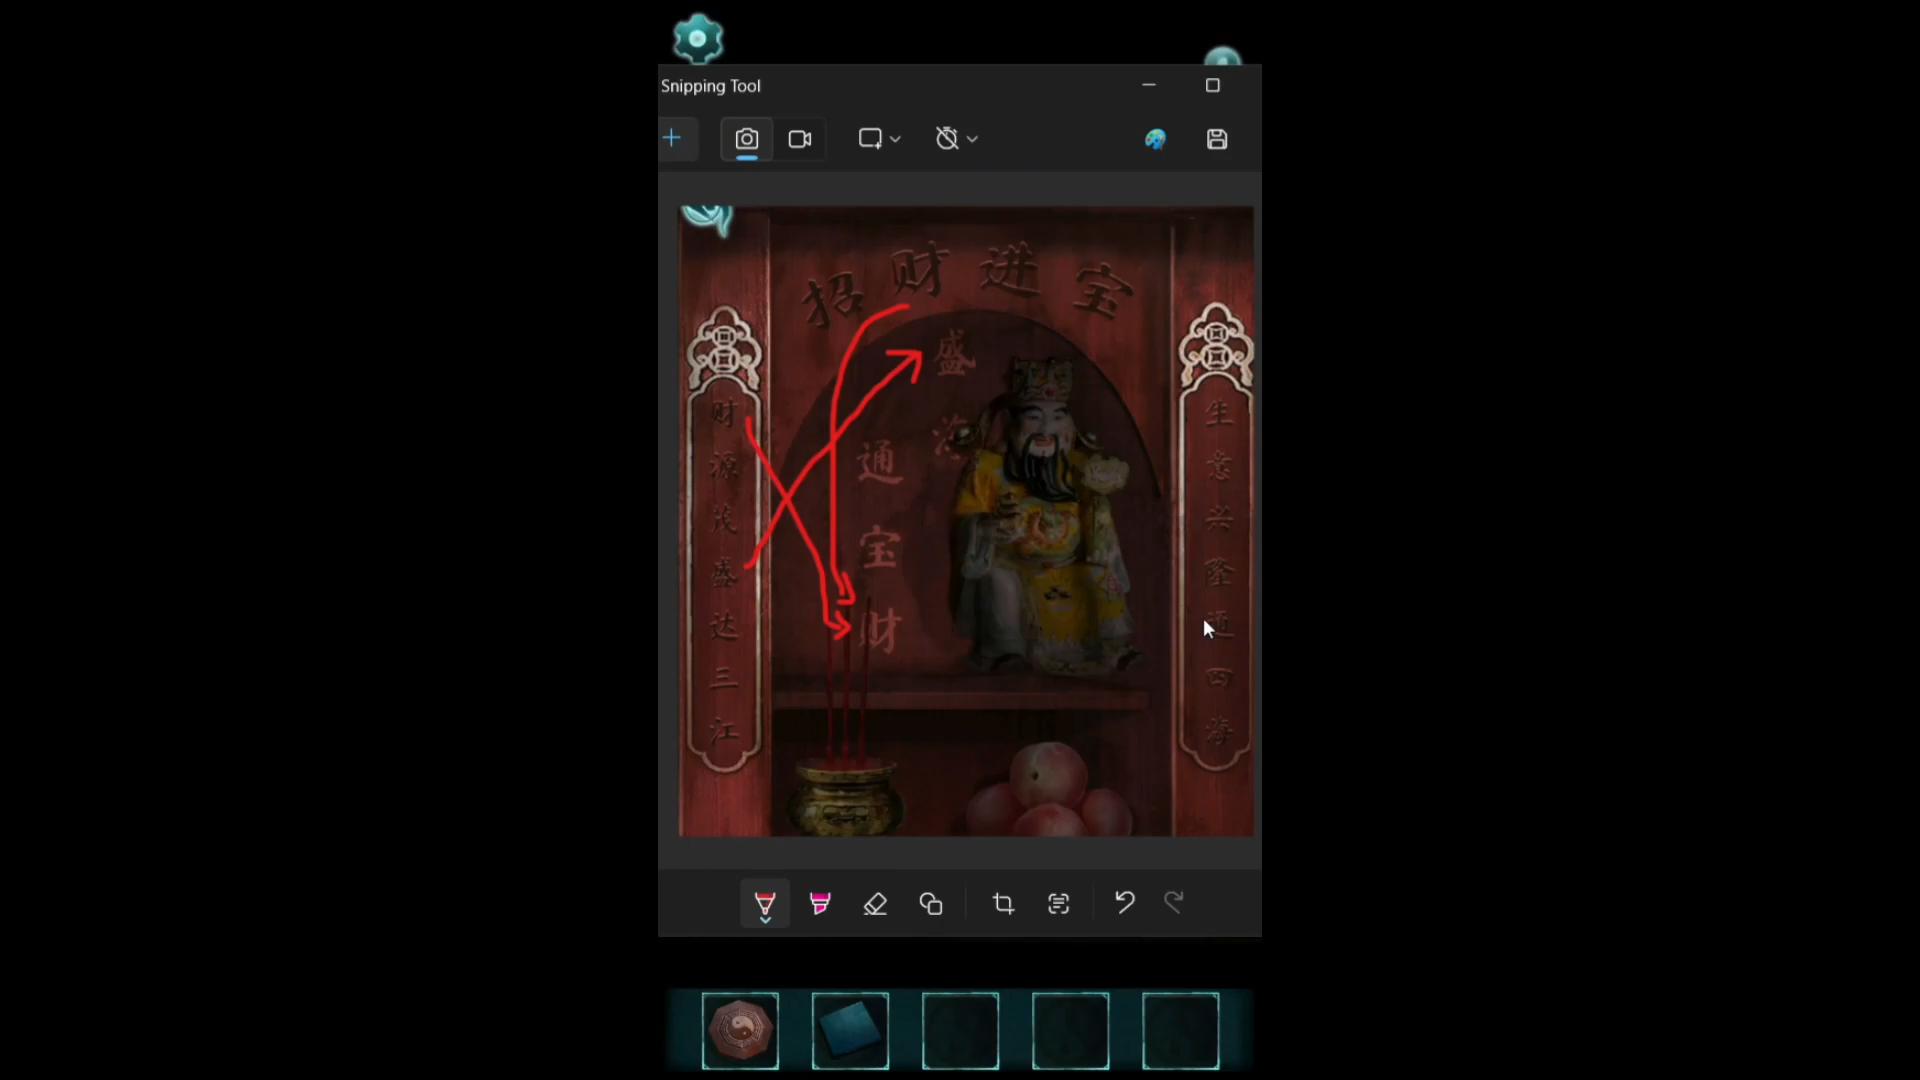 Snipping Tool
招财进宝
财源茂盛达三江
盛海
通宝财
生意兴隆通四海